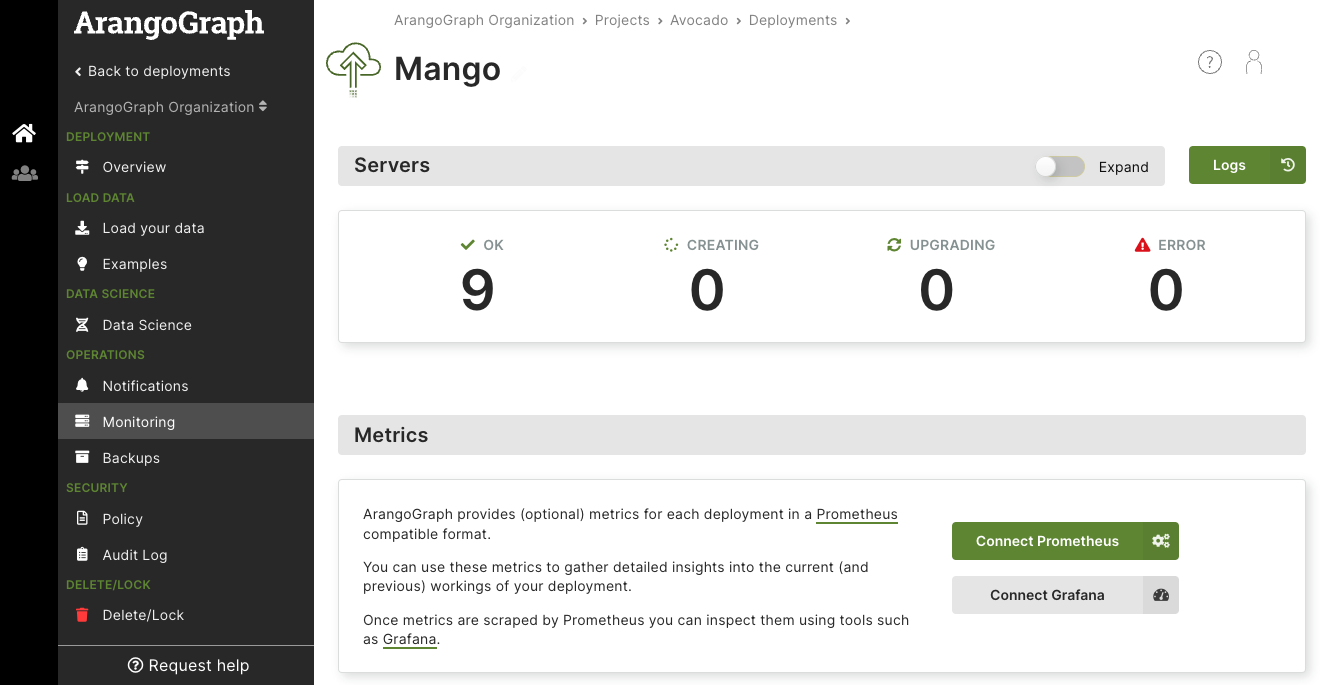 ArangoGraph
Back to deployments
ArangoGraph Organization
DEPLOYMENT
Overview
LOAD DATA
Load your data
Examples
DATA SCIENCE
Data Science
OPERATIONS
Notifications
Monitoring
Backups
SECURITY
Policy
Audit Log
DELETE/LOCK
Delete/Lock
Request help
ArangoGraph Organization › Projects › Avocado › Deployments ›
Mango
Servers
Expand
Logs
OK
CREATING
UPGRADING
ERROR
9
0
0
0
Metrics
ArangoGraph provides (optional) metrics for each deployment in a Prometheus
compatible format.
You can use these metrics to gather detailed insights into the current (and
previous) workings of your deployment.
Once metrics are scraped by Prometheus you can inspect them using tools such
as Grafana.
Connect Prometheus
Connect Grafana